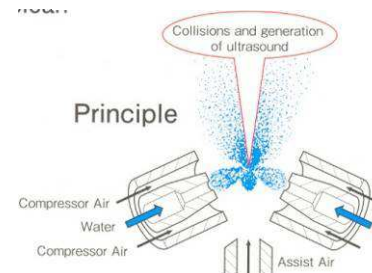 Collisions and generation
of ultrasound
Principle
Compressor Air
Water
Compressor Air
Assist Air